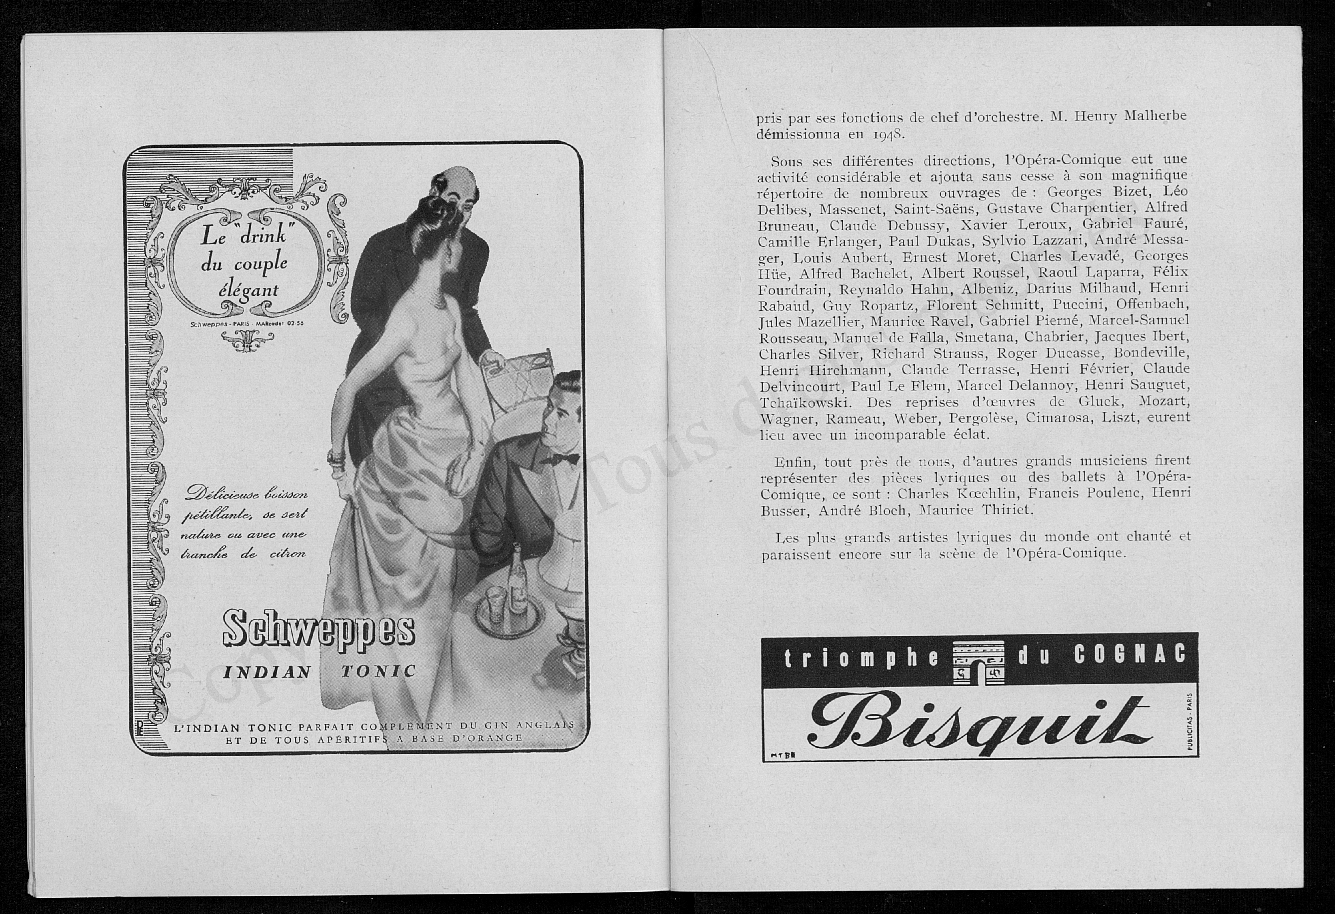 Le "drink"
du couple
élégant
Schweppes - PARIS - MARcadet 02-56
Délicieuse boisson
pétillante, se sert
nature ou avec une
tranche de citron
Schweppes
INDIAN TONIC
L'INDIAN TONIC PARFAIT COMPLEMENT DU GIN ANGLAIS
ET DE TOUS APÉRITIFS A BASE D'ORANGE
pris par ses fonctions de chef d'orchestre. M. Henry Malherbe
démissionna en 1948.
Sous ses différentes directions, l'Opéra-Comique eut une
activité considérable et ajouta sans cesse à son magnifique
répertoire de nombreux ouvrages de : Georges Bizet, Léo
Delibes, Massenet, Saint-Saëns, Gustave Charpentier, Alfred
Bruneau, Claude Debussy, Xavier Leroux, Gabriel Fauré,
Camille Erlanger, Paul Dukas, Sylvio Lazzari, André Messa-
ger, Louis Aubert, Ernest Moret, Charles Levadé, Georges
Hüe, Alfred Bachelet, Albert Roussel, Raoul Laparra, Félix
Fourdrain, Reynaldo Hahn, Albeniz, Darius Milhaud, Henri
Rabaud, Guy Ropartz, Florent Schmitt, Puccini, Offenbach,
Jules Mazellier, Maurice Ravel, Gabriel Pierné, Marcel-Samuel
Rousseau, Manuel de Falla, Smetana, Chabrier, Jacques Ibert,
Charles Silver, Richard Strauss, Roger Ducasse, Bondeville,
Henri Hirchmann, Claude Terrasse, Henri Février, Claude
Delvincourt, Paul Le Flem, Marcel Delannoy, Henri Sauguet,
Tchaïkowski. Des reprises d'œuvres de Gluck, Mozart,
Wagner, Rameau, Weber, Pergolèse, Cimarosa, Liszt, eurent
lieu avec un incomparable éclat.
Enfin, tout près de nous, d'autres grands musiciens firent
représenter des pièces lyriques ou des ballets à l'Opéra-
Comique, ce sont : Charles Kœchlin, Francis Poulenc, Henri
Busser, André Bloch, Maurice Thiriet.
Les plus grands artistes lyriques du monde ont chanté et
paraissent encore sur la scène de l'Opéra-Comique.
triomphe du COGNAC
Bisquit
PUBLICITAS - PARIS